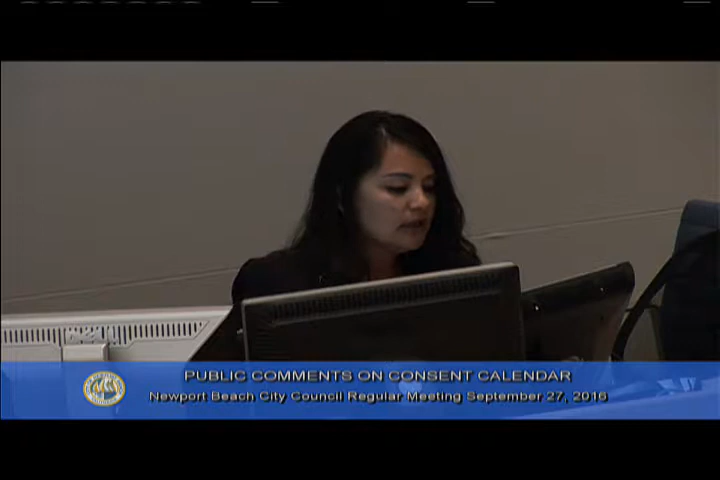 PUBLIC COMMENTS ON CONSENT CALENDAR
Newport Beach City Council Regular Meeting September 27, 2016